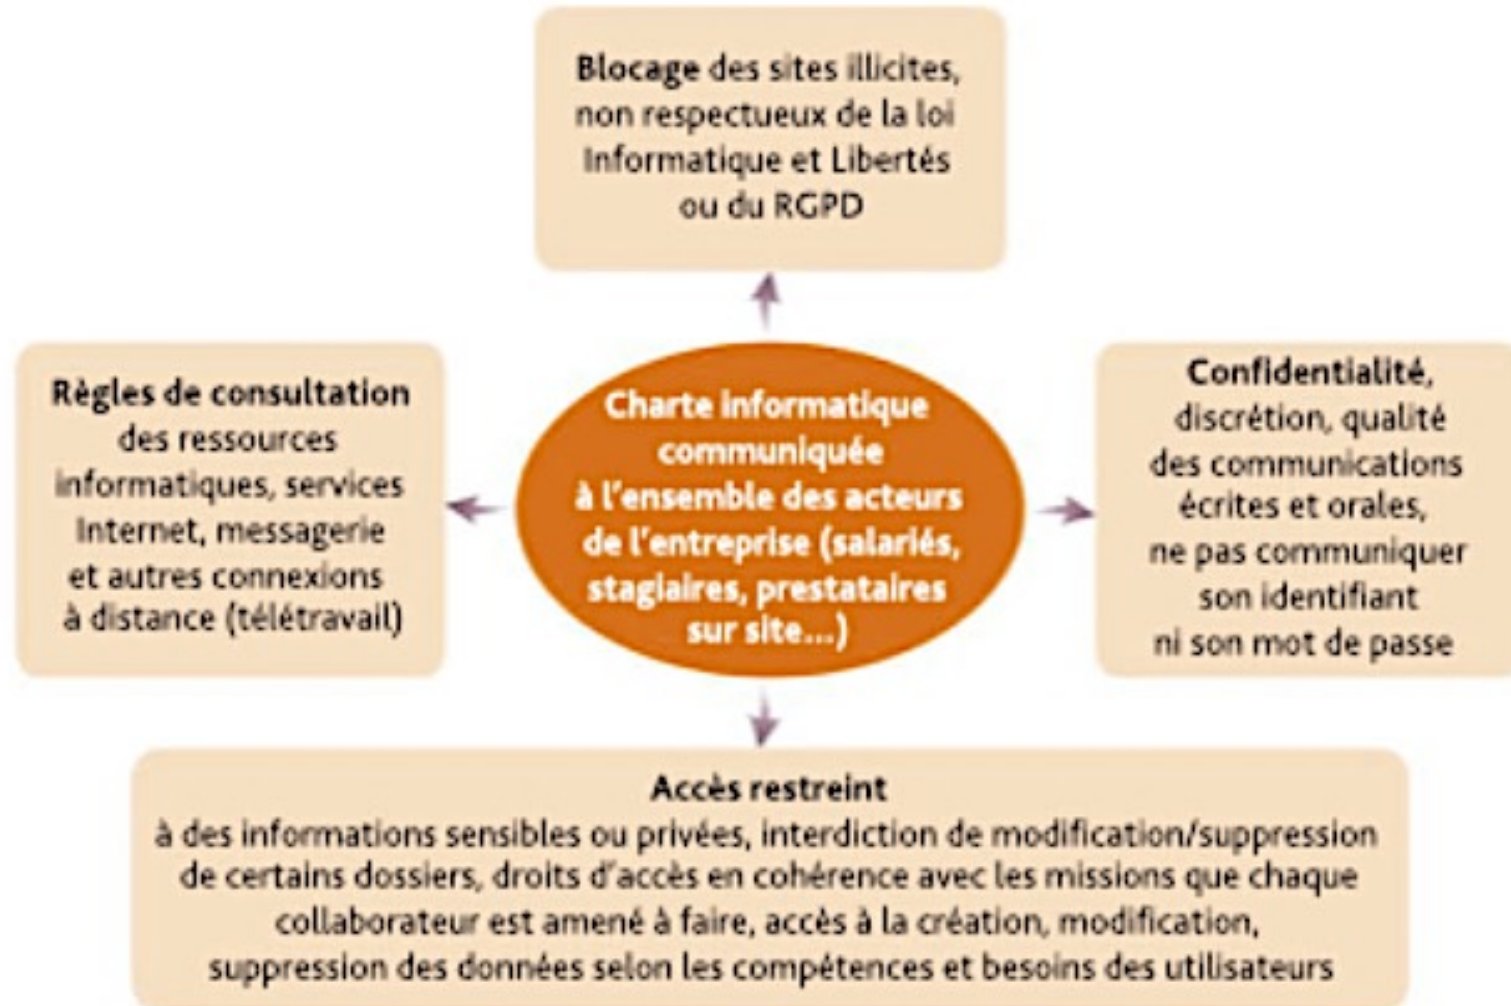 Blocage des sites illicites,
non respectueux de la loi
Informatique et Libertés
ou du RGPD
Règles de consultation
des ressources
informatiques, services
Internet, messagerie
et autres connexions
à distance (télétravail)
Charte informatique
communiquée
à l'ensemble des acteurs
de l'entreprise (salariés,
stagiaires, prestataires
sur site...)
Confidentialité,
discrétion, qualité
des communications
écrites et orales,
ne pas communiquer
son identifiant
ni son mot de passe
Accès restreint
à des informations sensibles ou privées, interdiction de modification/suppression
de certains dossiers, droits d'accès en cohérence avec les missions que chaque
collaborateur est amené à faire, accès à la création, modification,
suppression des données selon les compétences et besoins des utilisateurs